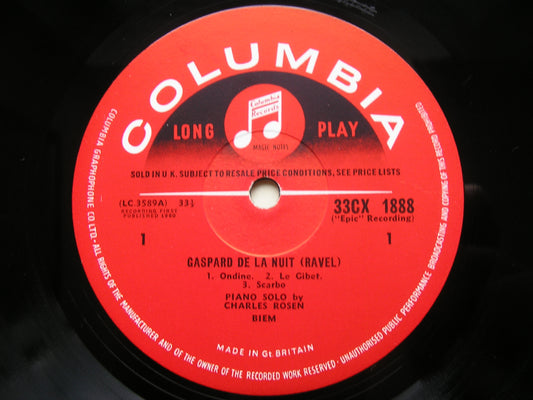 COLUMBIA
Columbia
Records
LONG PLAY
MAGIC NOTES
SOLD IN U.K. SUBJECT TO RESALE PRICE CONDITIONS, SEE PRICE LISTS
(LC.3589A) 33⅓
RECORDING FIRST
PUBLISHED 1960
33CX 1888
("Epic" Recording)
1 1
GASPARD DE LA NUIT (RAVEL)
1. Ondine. 2. Le Gibet.
3. Scarbo
PIANO SOLO by
CHARLES ROSEN
BIEM
MADE IN Gt. BRITAIN
COLUMBIA GRAPHOPHONE CO. LTD.- ALL RIGHTS OF THE MANUFACTURER AND OF THE OWNER OF THE RECORDED WORK RESERVED - UNAUTHORISED PUBLIC PERFORMANCE BROADCASTING AND COPYING OF THIS RECORD PROHIBITED